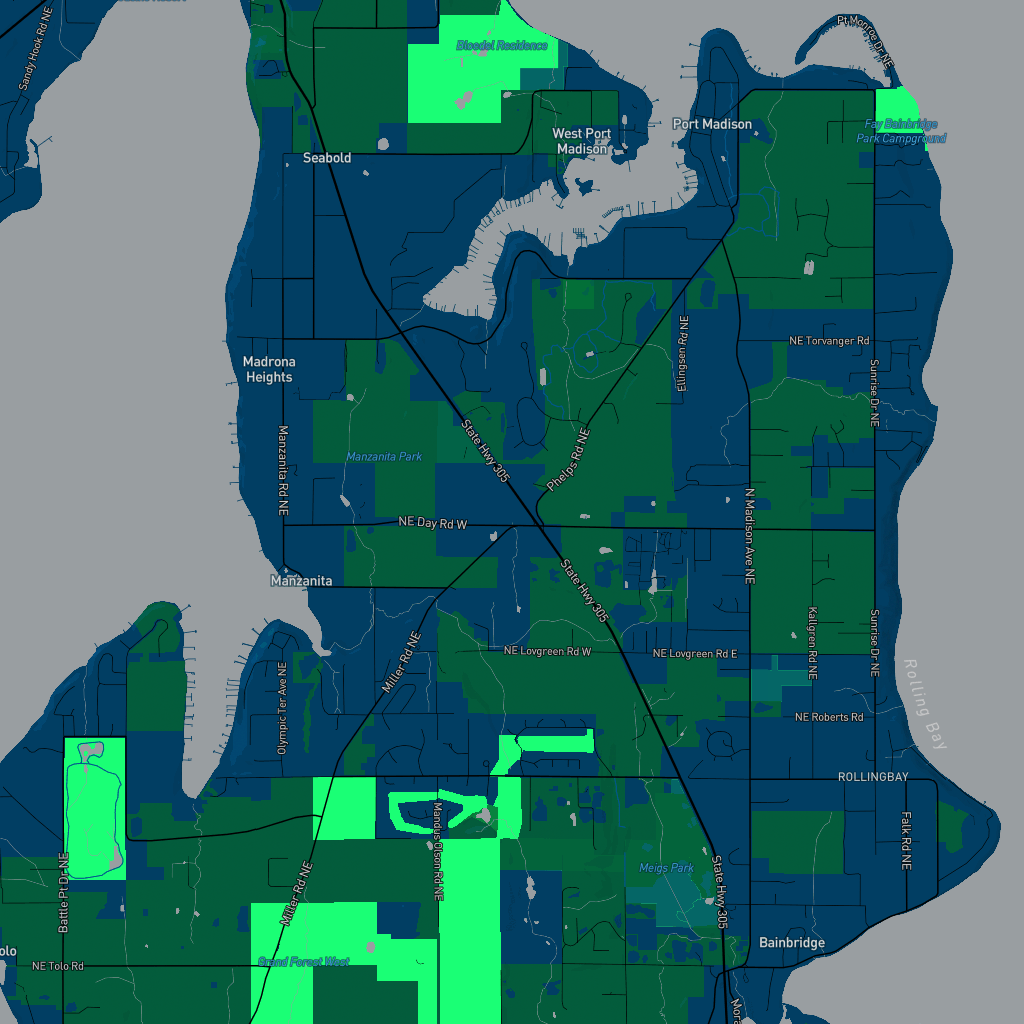 Sandy Hook Rd NE
Bloedel Residence
Pt Monroe Dr NE
Port Madison
West Port
Madison
Fay Bainbridge
Park Campground
Seabold
NE Torvanger Rd
Ellingsen Rd NE
Sunrise Dr NE
Madrona
Heights
State Hwy 305
Phelps Rd NE
Manzanita Park
Manzanita Rd NE
NE Day Rd W
N Madison Ave NE
State Hwy 305
Manzanita
Kallgren Rd NE
Sunrise Dr NE
NE Lovgreen Rd W
NE Lovgreen Rd E
Miller Rd NE
Olympic Ter Ave NE
Rolling Bay
NE Roberts Rd
ROLLINGBAY
Mandus Olson Rd NE
Falk Rd NE
Battle Pt Dr NE
Miller Rd NE
Meigs Park
State Hwy 305
Bainbridge
olo
NE Tolo Rd
Grand Forest West
Mora